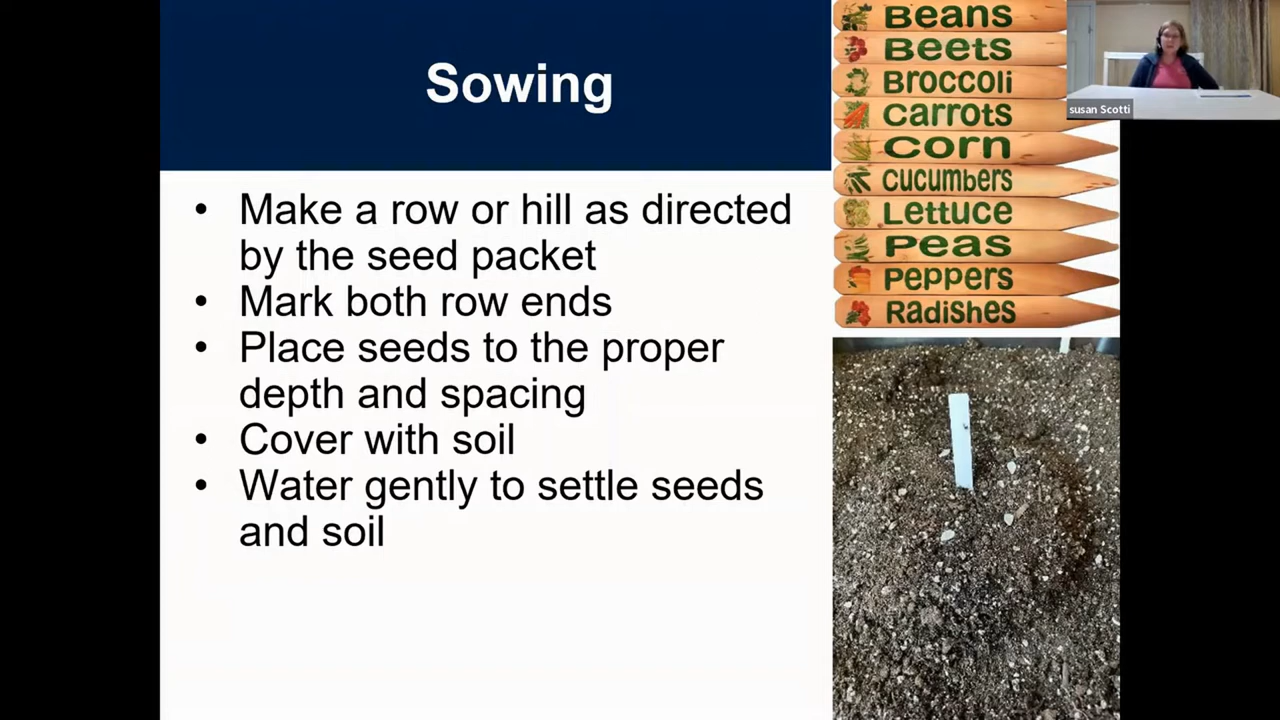 Sowing
• Make a row or hill as directed
by the seed packet
• Mark both row ends
• Place seeds to the proper
depth and spacing
• Cover with soil
• Water gently to settle seeds
and soil
Beans
Beets
Broccoli
Carrots
Corn
Cucumbers
Lettuce
Peas
Peppers
Radishes
susan Scotti